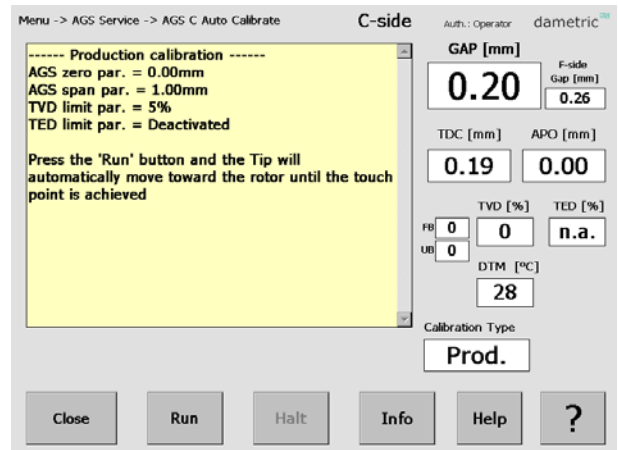 Menu -> AGS Service -> AGS C Auto Calibrate
C-side
Auth.: Operator
dametric
------ Production calibration ------
AGS zero par. = 0.00mm
AGS span par. = 1.00mm
TVD limit par. = 5%
TED limit par. = Deactivated
Press the 'Run' button and the Tip will
automatically move toward the rotor until the touch
point is achieved
GAP [mm]
0.20
F-side
Gap [mm]
0.26
TDC [mm]
APO [mm]
0.19
0.00
TVD [%]
TED [%]
FB 0
UB 0
0
n.a.
DTM [ºC]
28
Calibration Type
Prod.
Close
Run
Halt
Info
Help
?